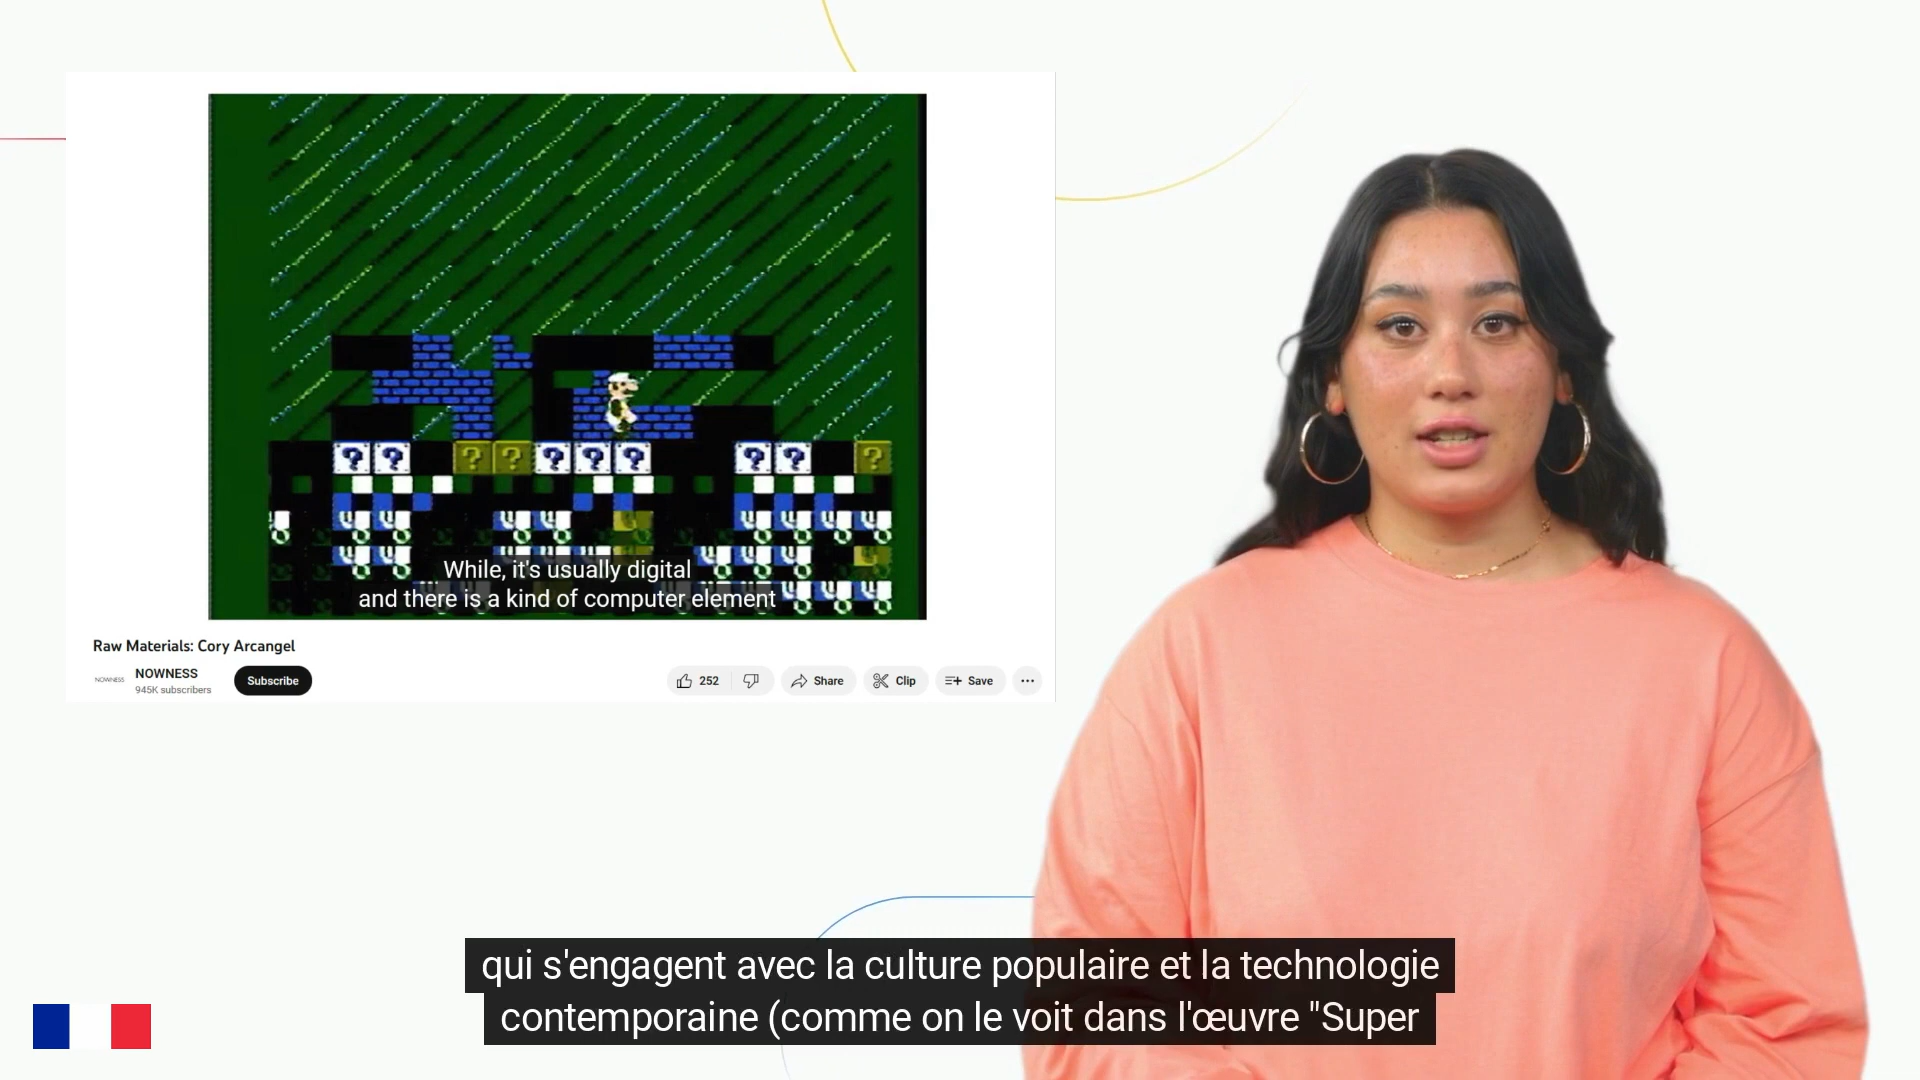 ? ? ? ? ? ? ? ? ? ?
While, it's usually digital
and there is a kind of computer element
Raw Materials: Cory Arcangel
NOWNESS
NOWNESS
945K subscribers
Subscribe
252
Share
Clip
Save
qui s'engagent avec la culture populaire et la technologie
contemporaine (comme on le voit dans l'œuvre "Super